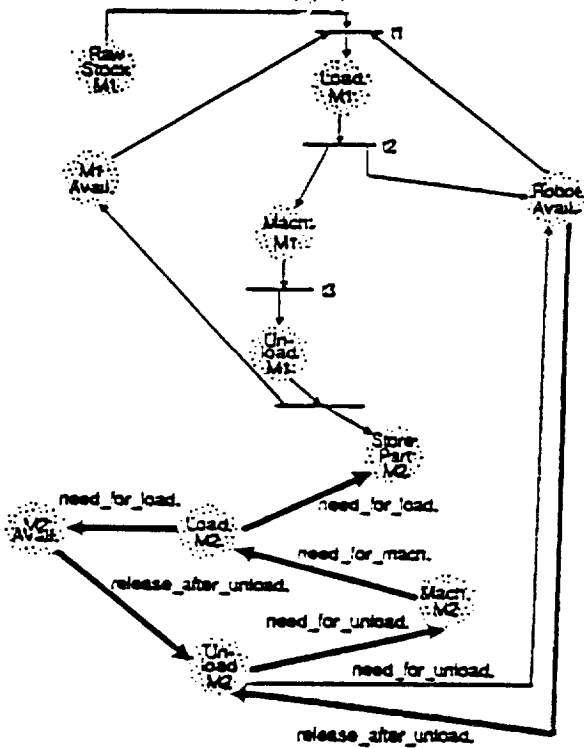 t1
Raw
Stock
M1
Load.
M1
t2
M1
Avail.
Robot
Avail.
Mach.
M1
t3
Un-
load.
M1
Store
Part
M2
need_for_load.
M2
Avail.
Load.
M2
need_for_load.
need_for_mach.
release_after_unload.
Mach.
M2
need_for_unload.
Un-
load
M2
need_for_unload.
release_after_unload.